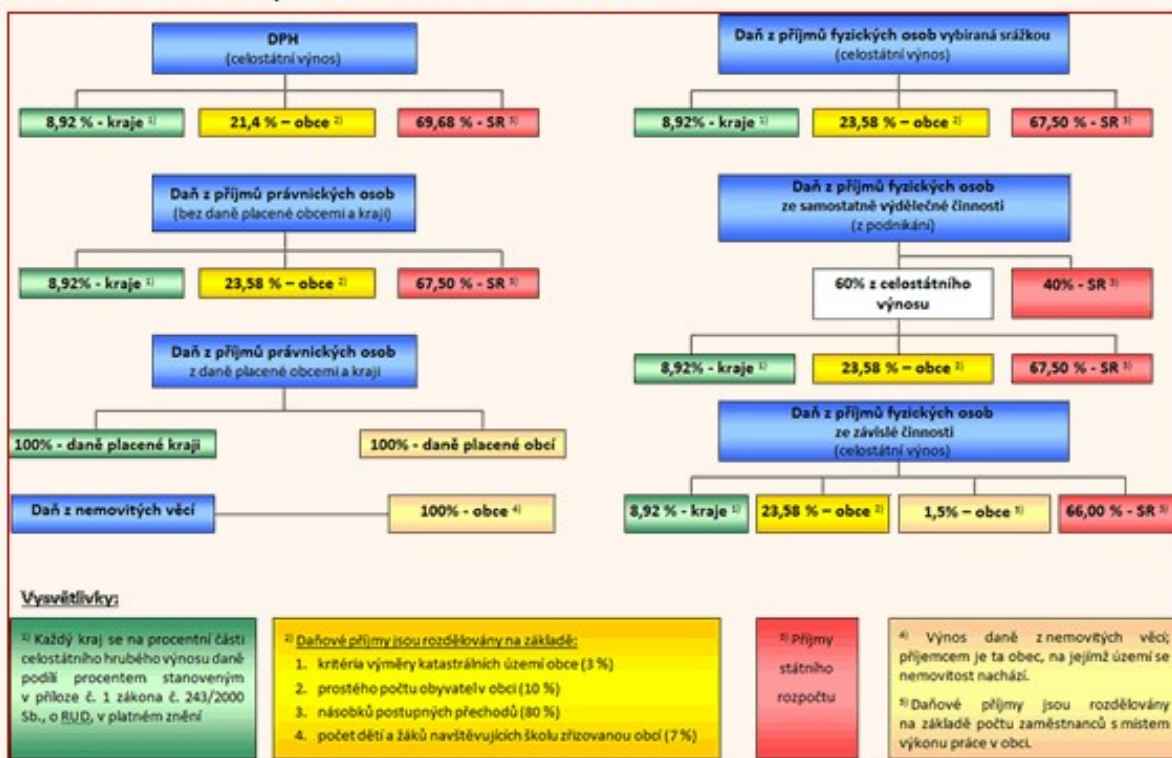 DPH
(celostátní výnos)
8,92 % - kraje ¹⁾
21,4 % – obce ²⁾
69,68 % - SR ³⁾
Daň z příjmů fyzických osob vybíraná srážkou
(celostátní výnos)
8,92% - kraje ¹⁾
23,58 % – obce ²⁾
67,50 % - SR ³⁾
Daň z příjmů právnických osob
(bez daně placené obcemi a kraji)
8,92% - kraje ¹⁾
23,58 % – obce ²⁾
67,50 % - SR ³⁾
Daň z příjmů fyzických osob
ze samostatně výdělečné činnosti
(z podnikání)
60% z celostátního
výnosu
40% - SR ³⁾
8,92% - kraje ¹⁾
23,58 % – obce ²⁾
67,50 % - SR ³⁾
Daň z příjmů právnických osob
z daně placené obcemi a kraji
100% - daně placené kraji
100% - daně placené obcí
Daň z příjmů fyzických osob
ze závislé činnosti
(celostátní výnos)
8,92 % - kraje ¹⁾
23,58 % – obce ²⁾
1,5% – obce ⁵⁾
66,00 % - SR ³⁾
Daň z nemovitých věcí
100% - obce ⁴⁾
Vysvětlivky:
¹⁾ Každý kraj se na procentní části
celostátního hrubého výnosu daně
podílí procentem stanoveným
v příloze č. 1 zákona č. 243/2000
Sb., o RUD, v platném znění
²⁾ Daňové příjmy jsou rozdělovány na základě:
1. kritéria výměry katastrálních území obce (3 %)
2. prostého počtu obyvatel v obci (10 %)
3. násobků postupných přechodů (80 %)
4. počet dětí a žáků navštěvujících školu zřizovanou obcí (7 %)
³⁾ Příjmy
státního
rozpočtu
⁴⁾ Výnos daně z nemovitých věcí;
příjemcem je ta obec, na jejímž území se
nemovitost nachází.
⁵⁾ Daňové příjmy jsou rozdělovány
na základě počtu zaměstnanců s místem
výkonu práce v obci.